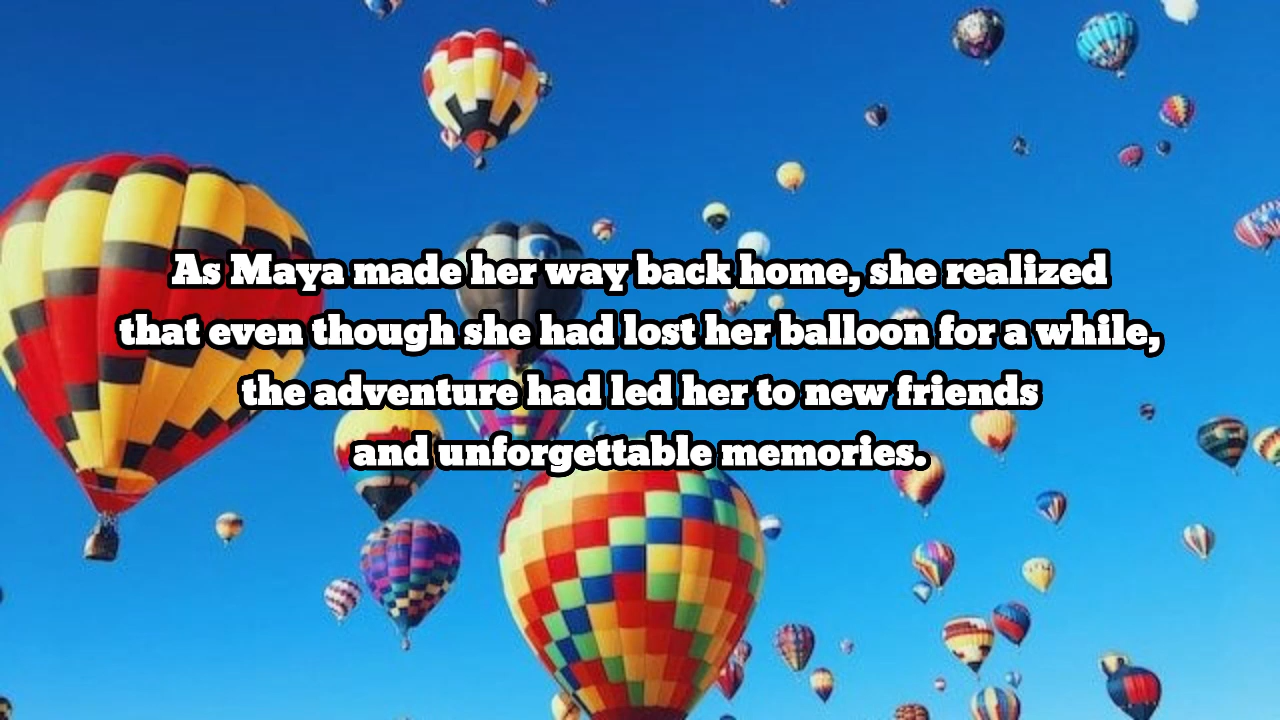 As Maya made her way back home, she realized
that even though she had lost her balloon for a while,
the adventure had led her to new friends
and unforgettable memories.